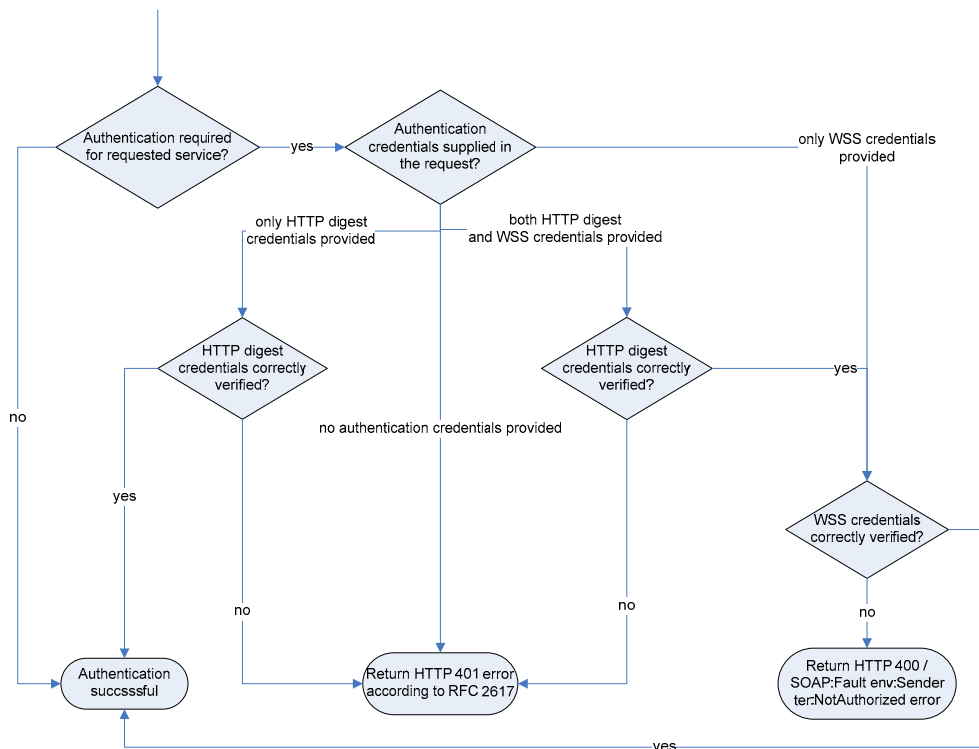 Authentication required
for requested service?
yes
Authentication
credentials supplied in
the request?
only WSS credentials
provided
only HTTP digest
credentials provided
both HTTP digest
and WSS credentials provided
HTTP digest
credentials correctly
verified?
HTTP digest
credentials correctly
verified?
yes
no
no authentication credentials provided
yes
WSS credentials
correctly verified?
no
no
no
Authentication
succsssful
Return HTTP 401 error
according to RFC 2617
Return HTTP 400 /
SOAP:Fault env:Sender
ter:NotAuthorized error
yes